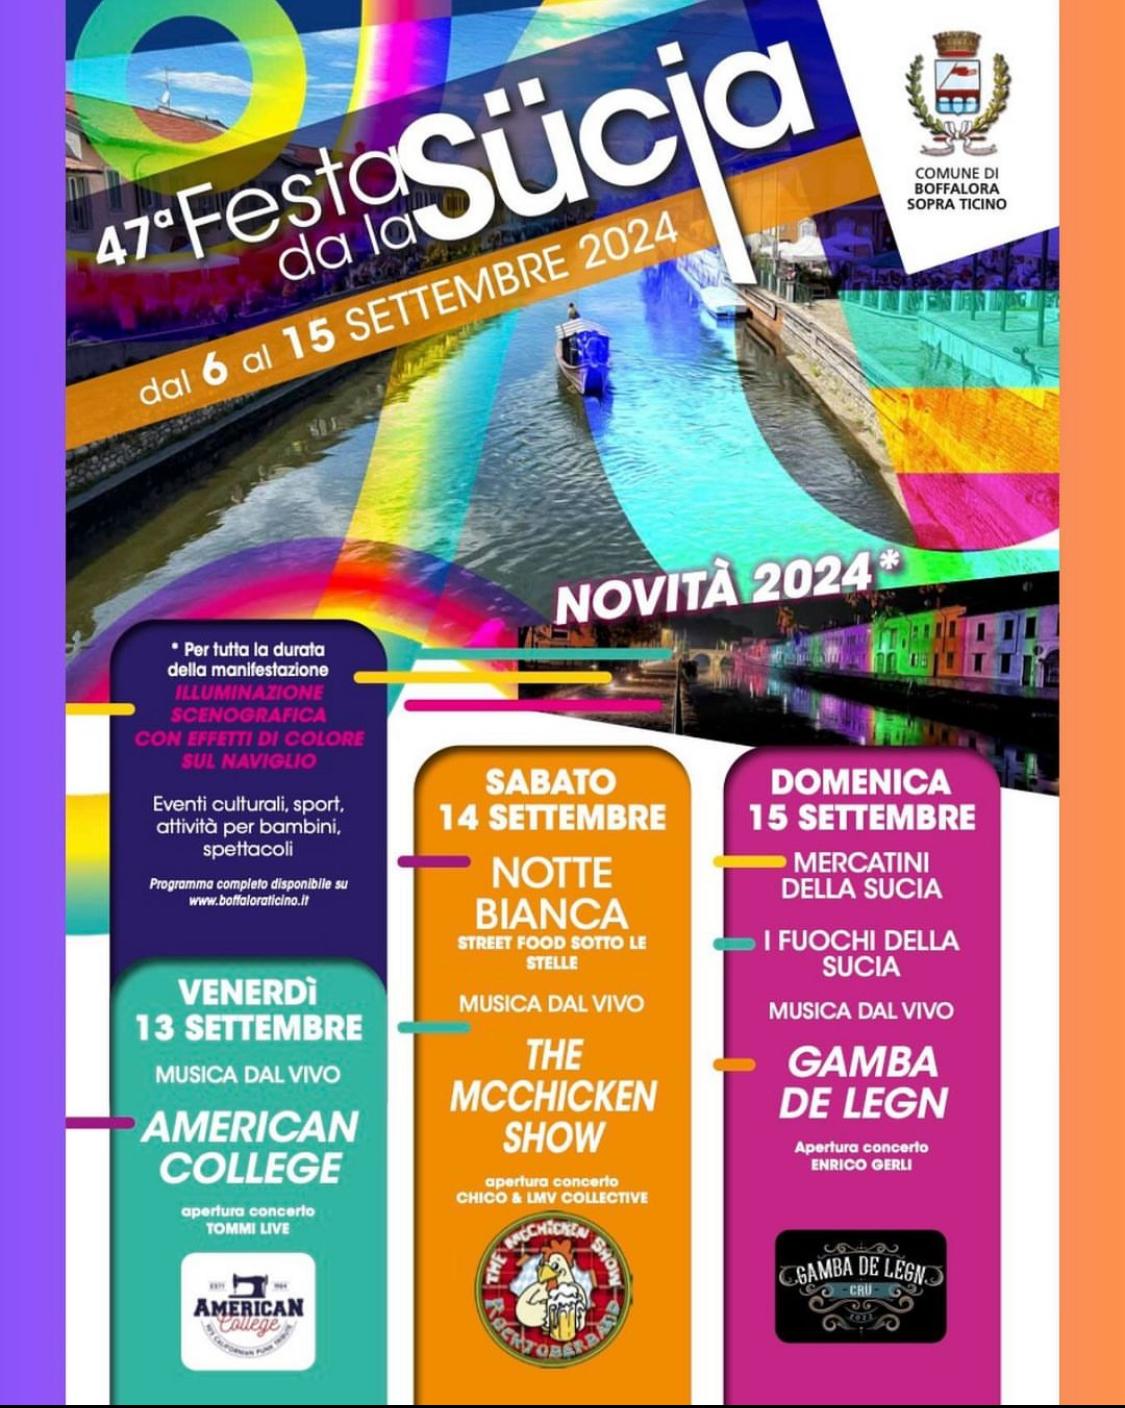 47ª Festa
da la Sücia
dal 6 al 15 SETTEMBRE 2024
COMUNE DI
BOFFALORA
SOPRA TICINO
NOVITÀ 2024*
* Per tutta la durata
della manifestazione
ILLUMINAZIONE
SCENOGRAFICA
CON EFFETTI DI COLORE
SUL NAVIGLIO
Eventi culturali, sport,
attività per bambini,
spettacoli
Programma completo disponibile su
www.boffaloraticino.it
VENERDÌ
13 SETTEMBRE
MUSICA DAL VIVO
AMERICAN
COLLEGE
apertura concerto
TOMMI LIVE
AMERICAN
College
90'S CALIFORNIAN PUNK TRIBUTE
SABATO
14 SETTEMBRE
NOTTE
BIANCA
STREET FOOD SOTTO LE
STELLE
MUSICA DAL VIVO
THE
MCCHICKEN
SHOW
apertura concerto
CHICO & LMV COLLECTIVE
THE MCCHICKEN SHOW
ROCKTOBERBAND
DOMENICA
15 SETTEMBRE
MERCATINI
DELLA SUCIA
I FUOCHI DELLA
SUCIA
MUSICA DAL VIVO
GAMBA
DE LEGN
Apertura concerto
ENRICO GERLI
GAMBA DE LEGN
CRÜ